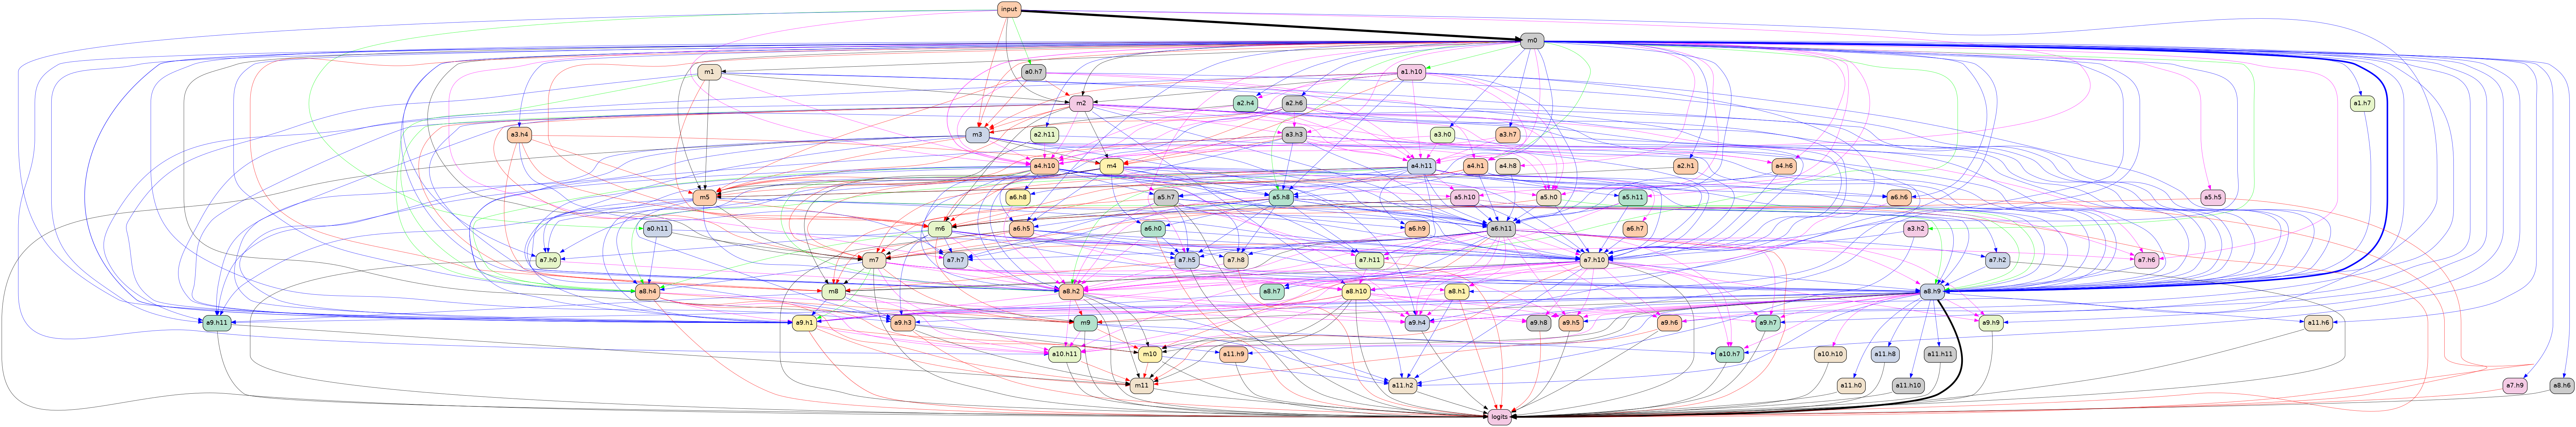 input
m0
m1 a0.h7 a1.h10
m2 a2.h4 a2.h6 a1.h7
a3.h4 m3 a2.h11 a3.h3 a3.h0 a3.h7
a4.h10 m4 a4.h11 a4.h1 a4.h8 a2.h1 a4.h6
m5 a6.h8 a5.h7 a5.h8 a5.h10 a5.h0 a5.h11 a6.h6 a5.h5
a0.h11 m6 a6.h5 a6.h0 a6.h9 a6.h11 a6.h7 a3.h2
a7.h0 m7 a7.h7 a7.h5 a7.h8 a7.h11 a7.h10 a7.h2 a7.h6
a8.h4 m8 a8.h2 a8.h7 a8.h10 a8.h1 a8.h9
a9.h11 a9.h1 a9.h3 m9 a9.h4 a9.h8 a9.h5 a9.h6 a9.h7 a9.h9 a11.h6
a10.h11 m10 a11.h9 a10.h7 a10.h10 a11.h8 a11.h11
m11 a11.h2 a11.h0 a11.h10 a7.h9 a8.h6
logits